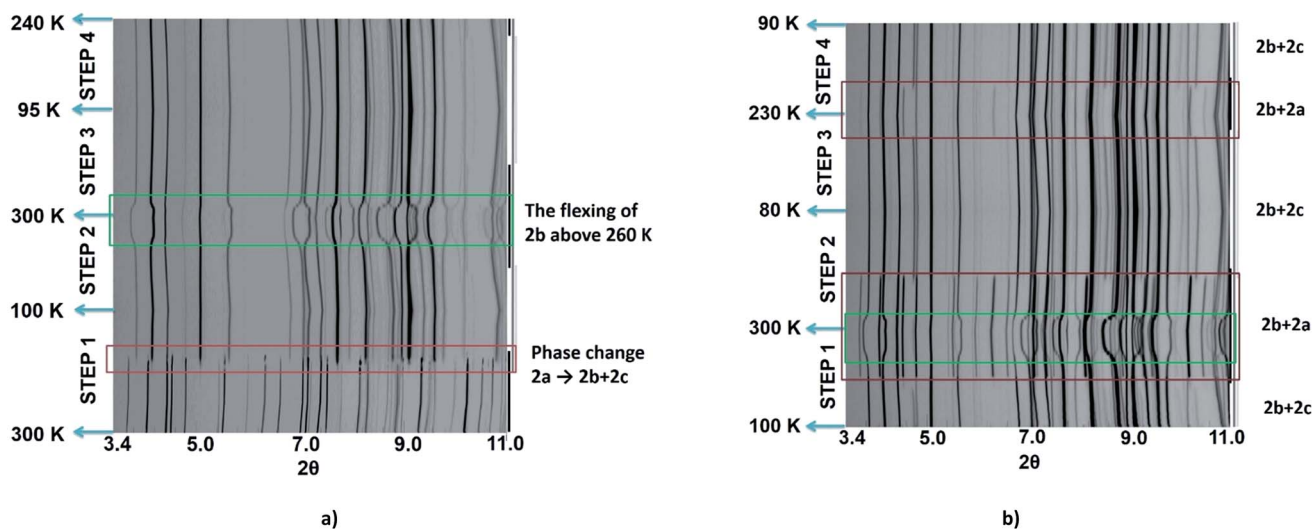 240 K
STEP 4
95 K
STEP 3
300 K
STEP 2
100 K
STEP 1
300 K
3.4 5.0 7.0 9.0 11.0
2θ
The flexing of
2b above 260 K
Phase change
2a → 2b+2c
a)
90 K
STEP 4
230 K
STEP 3
80 K
STEP 2
300 K
STEP 1
100 K
3.4 5.0 7.0 9.0 11.0
2θ
2b+2c
2b+2a
2b+2c
2b+2a
2b+2c
b)